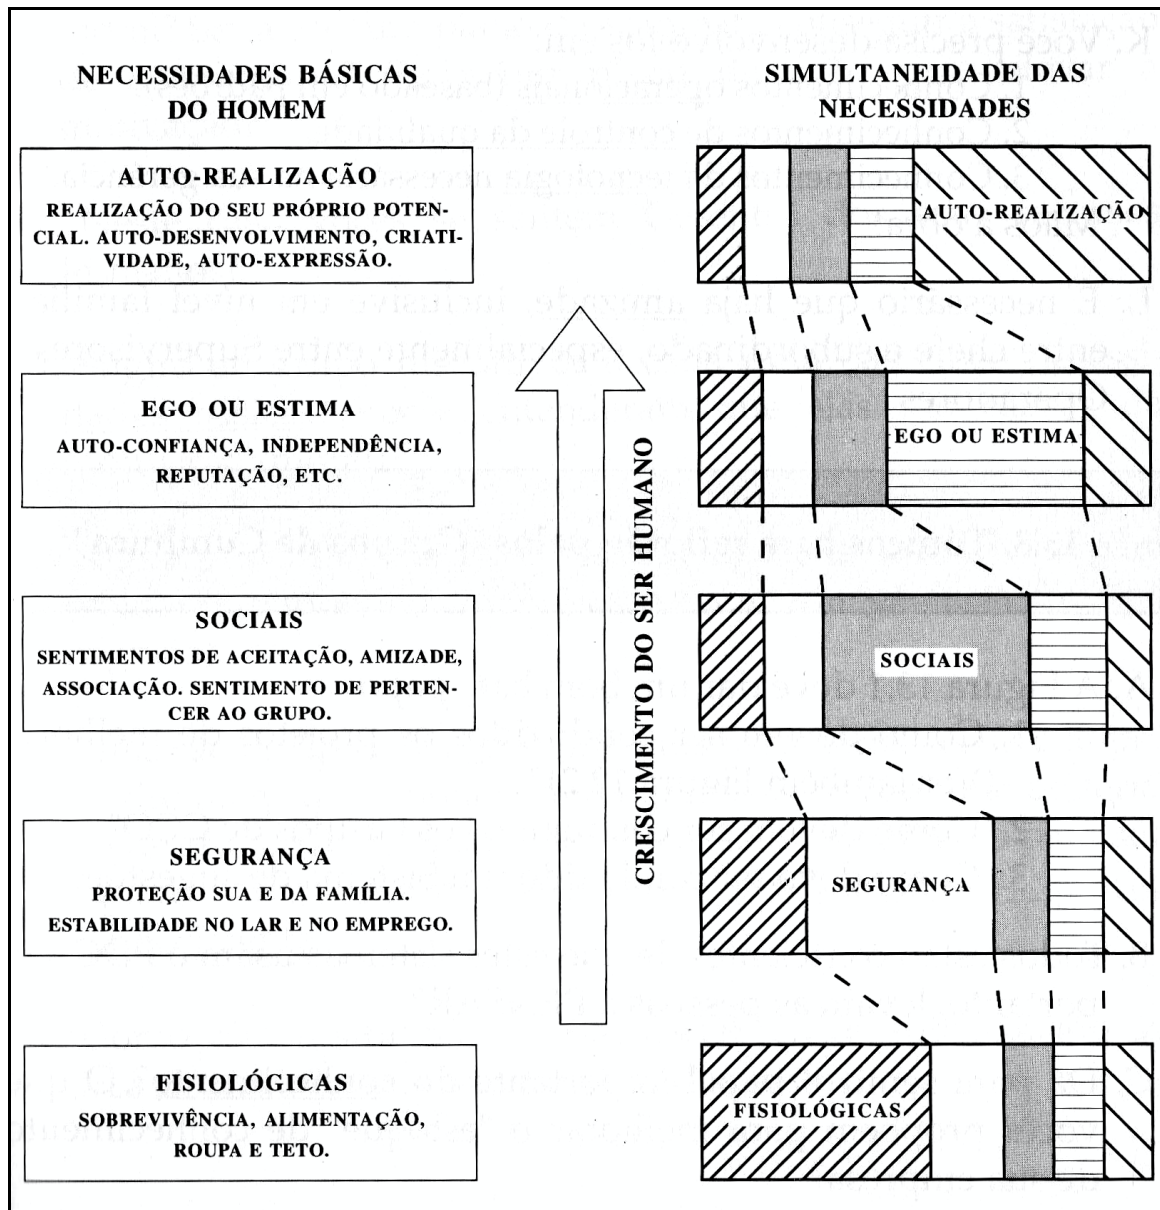 NECESSIDADES BÁSICAS
DO HOMEM
AUTO-REALIZAÇÃO
REALIZAÇÃO DO SEU PRÓPRIO POTEN-
CIAL. AUTO-DESENVOLVIMENTO, CRIATI-
VIDADE, AUTO-EXPRESSÃO.
EGO OU ESTIMA
AUTO-CONFIANÇA, INDEPENDÊNCIA,
REPUTAÇÃO, ETC.
SOCIAIS
SENTIMENTOS DE ACEITAÇÃO, AMIZADE,
ASSOCIAÇÃO. SENTIMENTO DE PERTEN-
CER AO GRUPO.
SEGURANÇA
PROTEÇÃO SUA E DA FAMÍLIA.
ESTABILIDADE NO LAR E NO EMPREGO.
FISIOLÓGICAS
SOBREVIVÊNCIA, ALIMENTAÇÃO,
ROUPA E TETO.
CRESCIMENTO DO SER HUMANO
SIMULTANEIDADE DAS
NECESSIDADES
AUTO-REALIZAÇÃO
EGO OU ESTIMA
SOCIAIS
SEGURANÇA
FISIOLÓGICAS